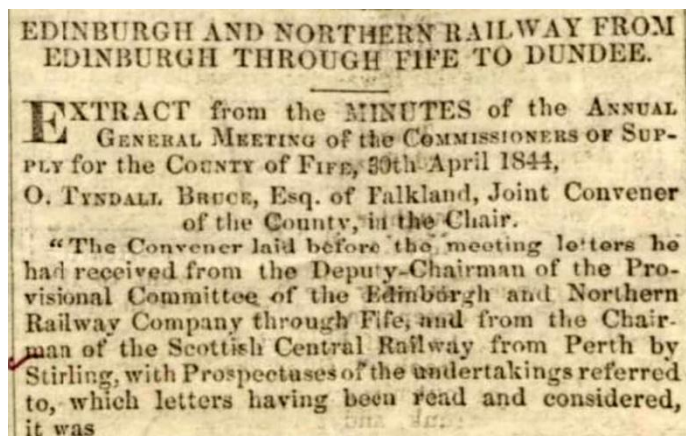 EDINBURGH AND NORTHERN RAILWAY FROM
EDINBURGH THROUGH FIFE TO DUNDEE.
EXTRACT from the MINUTES of the ANNUAL
GENERAL MEETING of the COMMISSIONERS OF SUP-
PLY for the COUNTY of FIFE, 30th April 1844,
O. TYNDALL BRUCE, Esq. of Falkland, Joint Convener
of the County, in the Chair.
"The Convener laid before the meeting letters he
had received from the Deputy-Chairman of the Pro-
visional Committee of the Edinburgh and Northern
Railway Company through Fife, and from the Chair-
man of the Scottish Central Railway from Perth by
Stirling, with Prospectuses of the undertakings referred
to, which letters having been read and considered,
it was